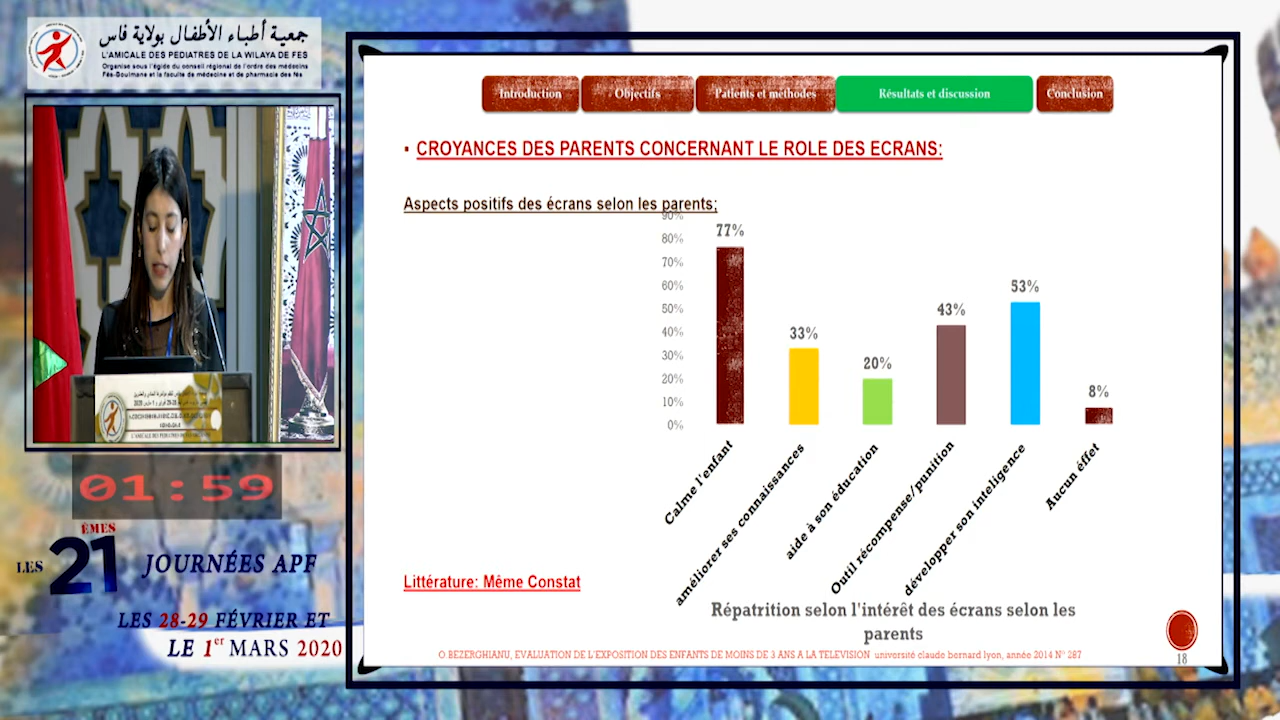 جمعية أطباء الأطفال بولاية فاس
L'AMICALE DES PEDIATRES DE LA WILAYA DE FES
Organisé sous l'égide du conseil régional de l'ordre des médecins
Fès-Boulmane et la faculté de médecine et de pharmacie des fès
01:59
LES 21 ÈMES JOURNÉES APF
LES 28-29 FÉVRIER ET
LE 1er MARS 2020
Introduction
Objectifs
Patients et méthodes
Résultats et discussion
Conclusion
▪ CROYANCES DES PARENTS CONCERNANT LE ROLE DES ECRANS:
Aspects positifs des écrans selon les parents;
90%
80%
70%
60%
50%
40%
30%
20%
10%
0%
77%
33%
20%
43%
53%
8%
Calme l'enfant
améliorer ses connaissances
aide à son éducation
Outil récompense/punition
développer son inteligence
Aucun éffet
Littérature: Même Constat
Répatrition selon l'intérêt des écrans selon les
parents
O BEZERGHIANU, EVALUATION DE L'EXPOSITION DES ENFANTS DE MOINS DE 3 ANS A LA TELEVISION université claude bernard lyon, année 2014 N° 287
18